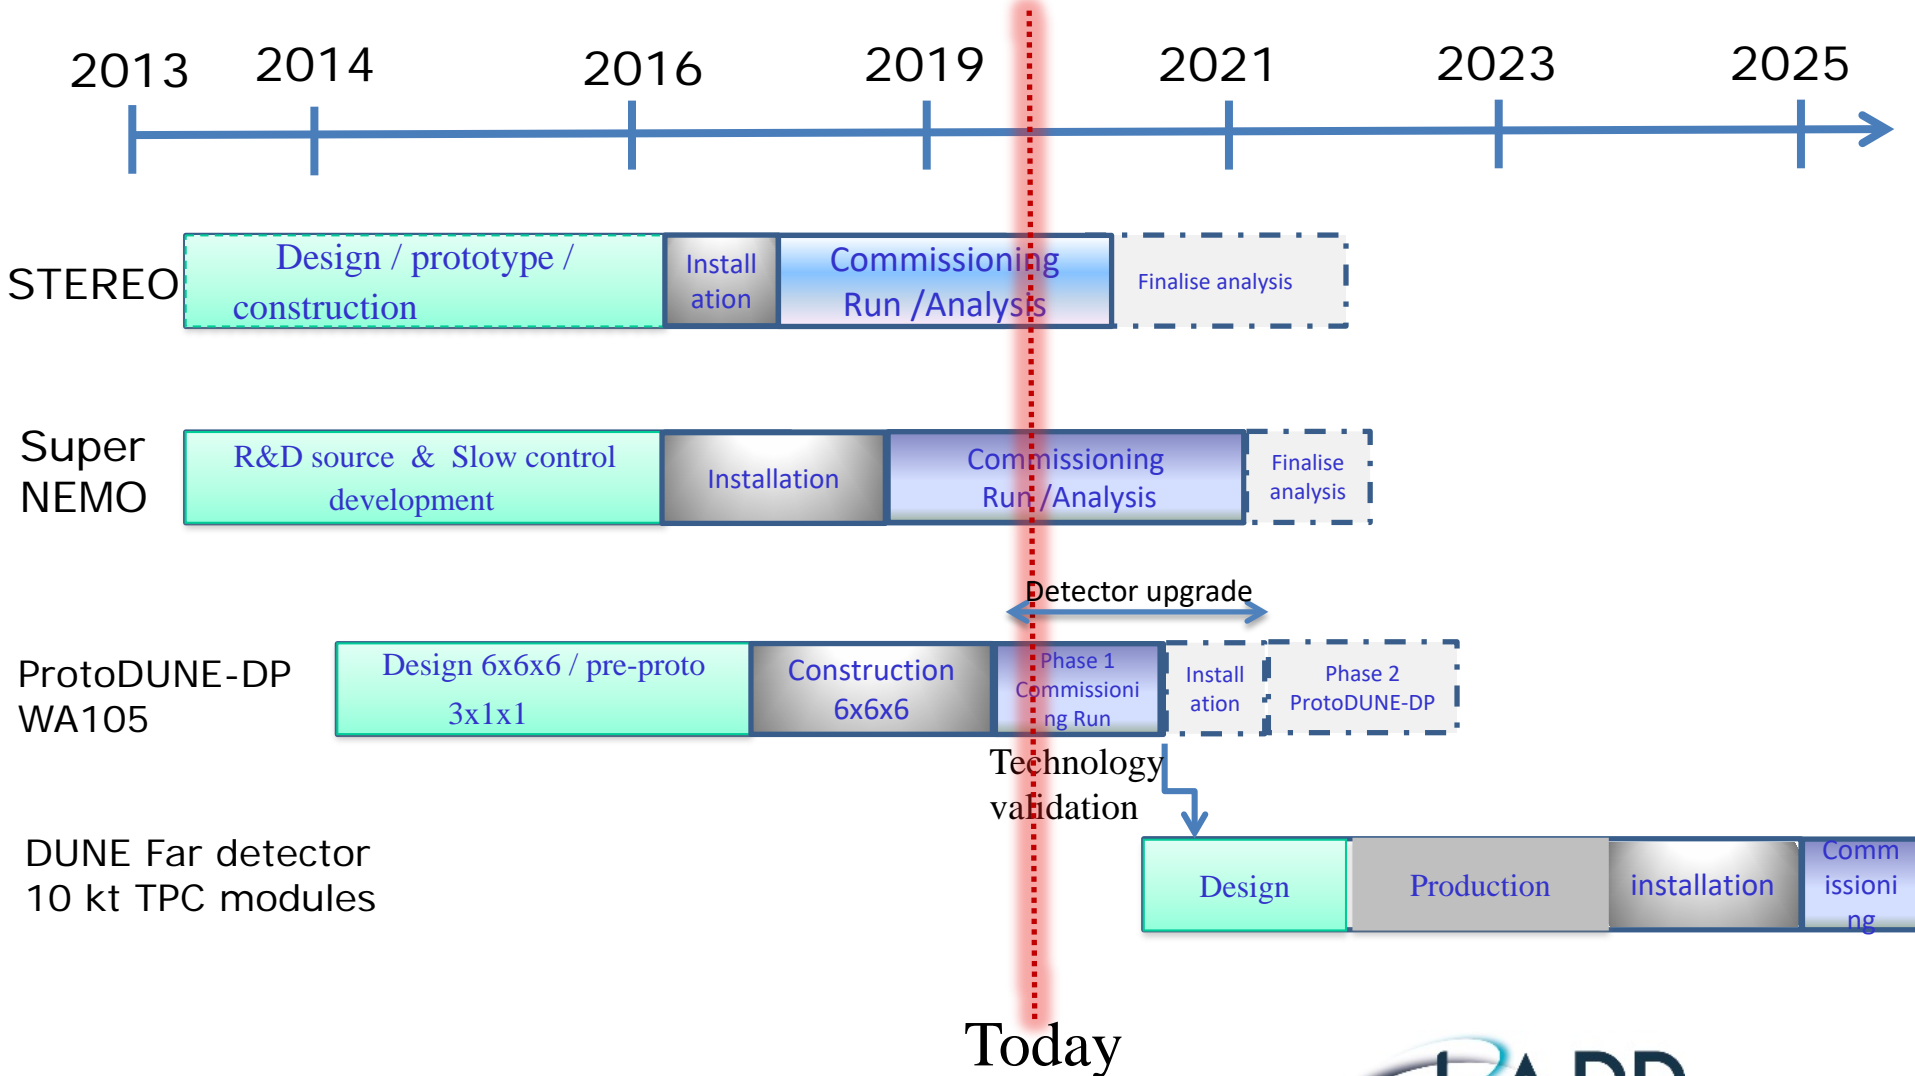 2013 2014 2016 2019 2021 2023 2025
STEREO
Design / prototype /
construction
Install
ation
Commissioning
Run /Analysis
Finalise analysis
Super
NEMO
R&D source & Slow control
development
Installation
Commissioning
Run /Analysis
Finalise
analysis
Detector upgrade
ProtoDUNE-DP
WA105
Design 6x6x6 / pre-proto
3x1x1
Construction
6x6x6
Phase 1
Commissioni
ng Run
Install
ation
Phase 2
ProtoDUNE-DP
Technology
validation
DUNE Far detector
10 kt TPC modules
Design
Production
installation
Comm
issioni
ng
Today